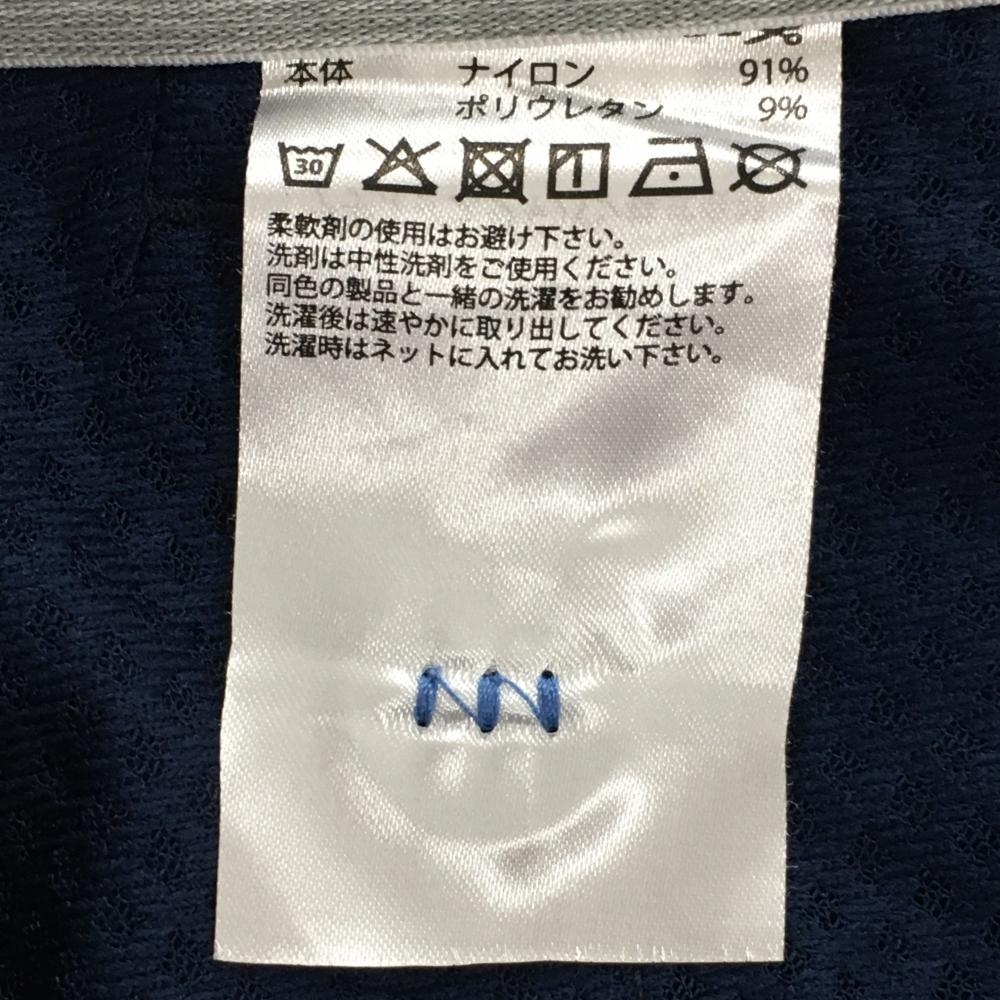 本体 ナイロン 91%
ポリウレタン 9%
30
柔軟剤の使用はお避け下さい。
洗剤は中性洗剤をご使用ください。
同色の製品と一緒の洗濯をお勧めします。
洗濯後は速やかに取り出してください。
洗濯時はネットに入れてお洗い下さい。